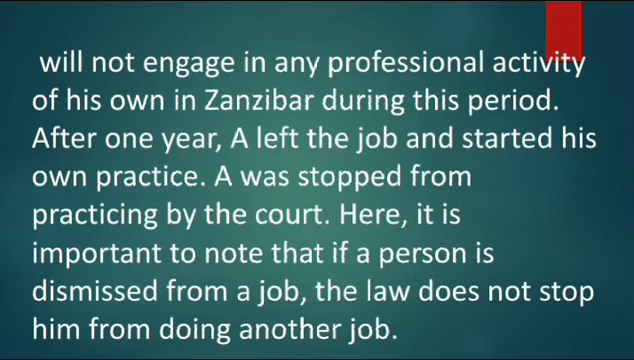 will not engage in any professional activity
of his own in Zanzibar during this period.
After one year, A left the job and started his
own practice. A was stopped from
practicing by the court. Here, it is
important to note that if a person is
dismissed from a job, the law does not stop
him from doing another job.